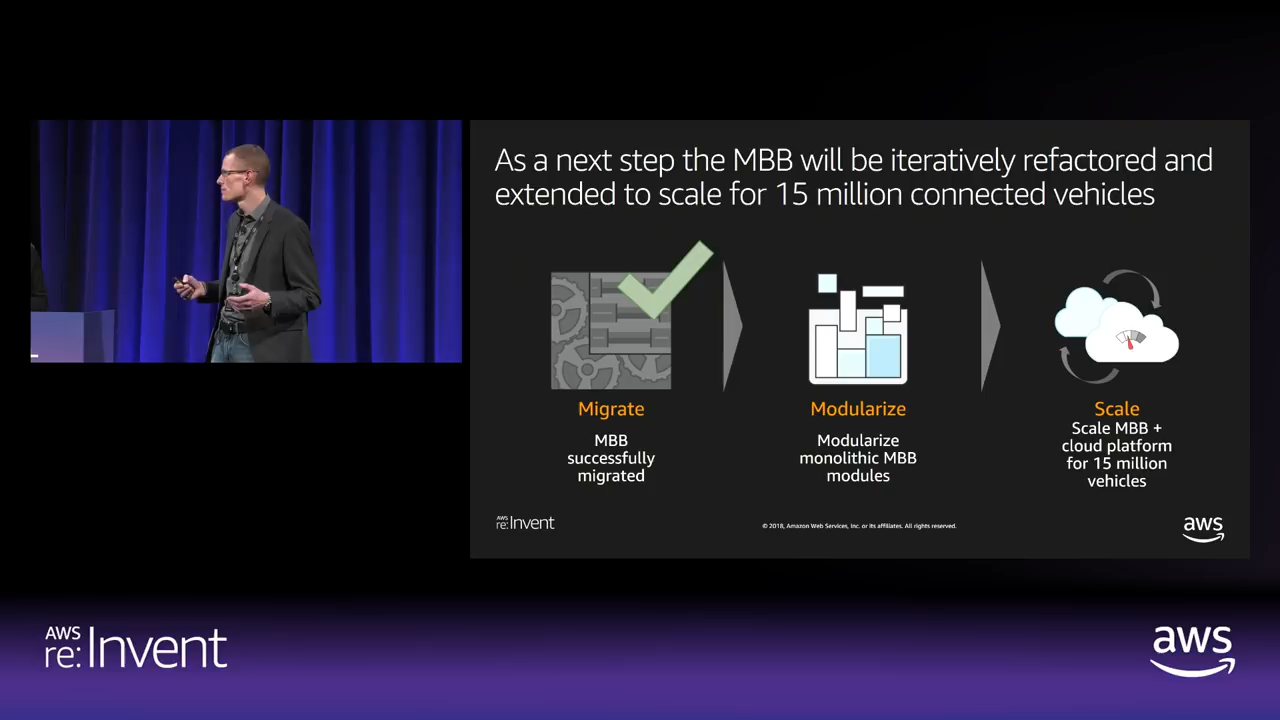 As a next step the MBB will be iteratively refactored and
extended to scale for 15 million connected vehicles
Migrate
MBB
successfully
migrated
Modularize
Modularize
monolithic MBB
modules
Scale
Scale MBB +
cloud platform
for 15 million
vehicles
AWS
re:Invent
© 2018, Amazon Web Services, Inc. or its affiliates. All rights reserved.
aws
AWS
re:Invent
aws